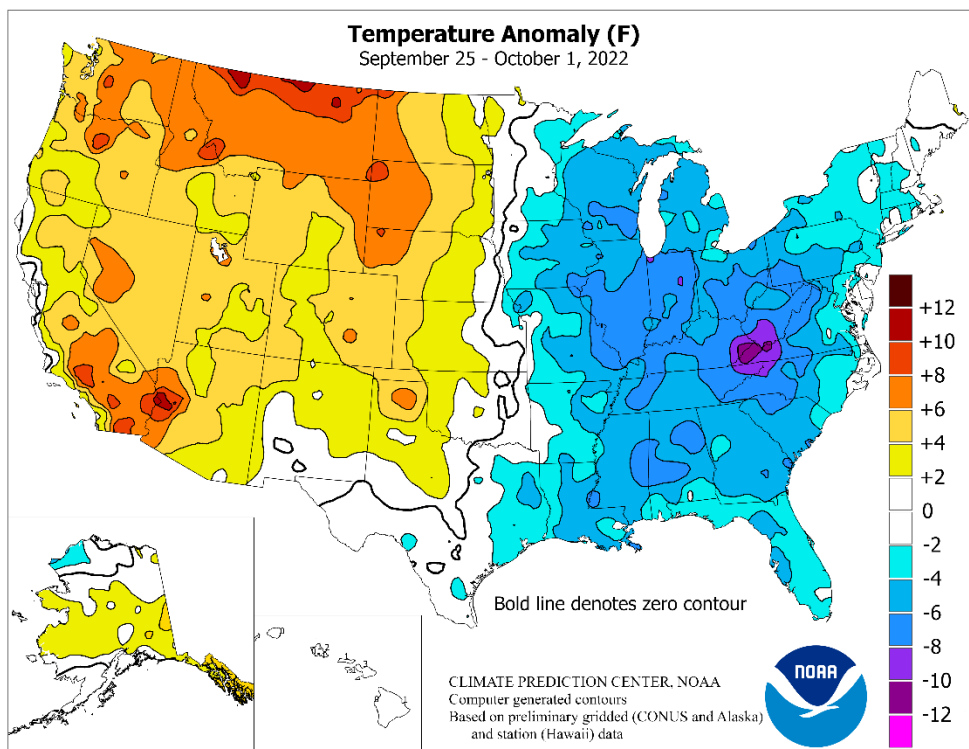 Temperature Anomaly (F)
September 25 - October 1, 2022
+12
+10
+8
+6
+4
+2
0
-2
-4
-6
-8
-10
-12
Bold line denotes zero contour
CLIMATE PREDICTION CENTER, NOAA
Computer generated contours
Based on preliminary gridded (CONUS and Alaska)
and station (Hawaii) data
NOAA